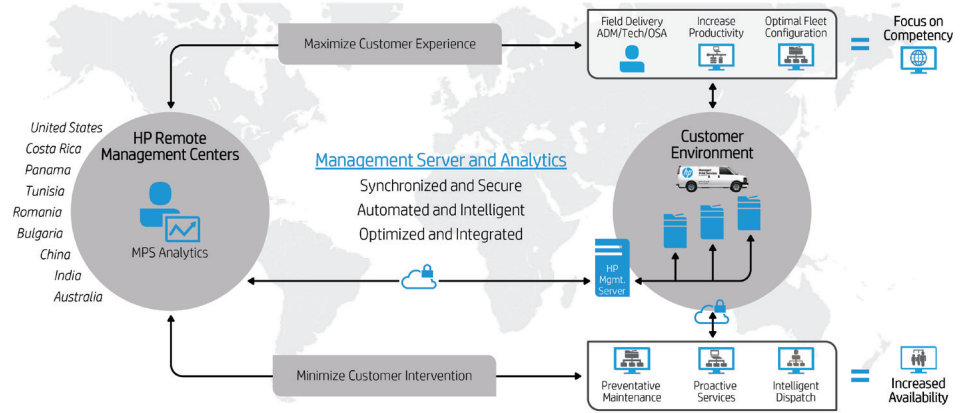 Maximize Customer Experience
Field Delivery
ADM/Tech/OSA
Increase
Productivity
Optimal Fleet
Configuration
=
Focus on
Competency
United States
Costa Rica
Panama
Tunisia
Romania
Bulgaria
China
India
Australia
HP Remote
Management Centers
MPS Analytics
Management Server and Analytics
Synchronized and Secure
Automated and Intelligent
Optimized and Integrated
Customer
Environment
hp
HP
Mgmt.
Server
Minimize Customer Intervention
Preventative
Maintenance
Proactive
Services
Intelligent
Dispatch
=
Increased
Availability